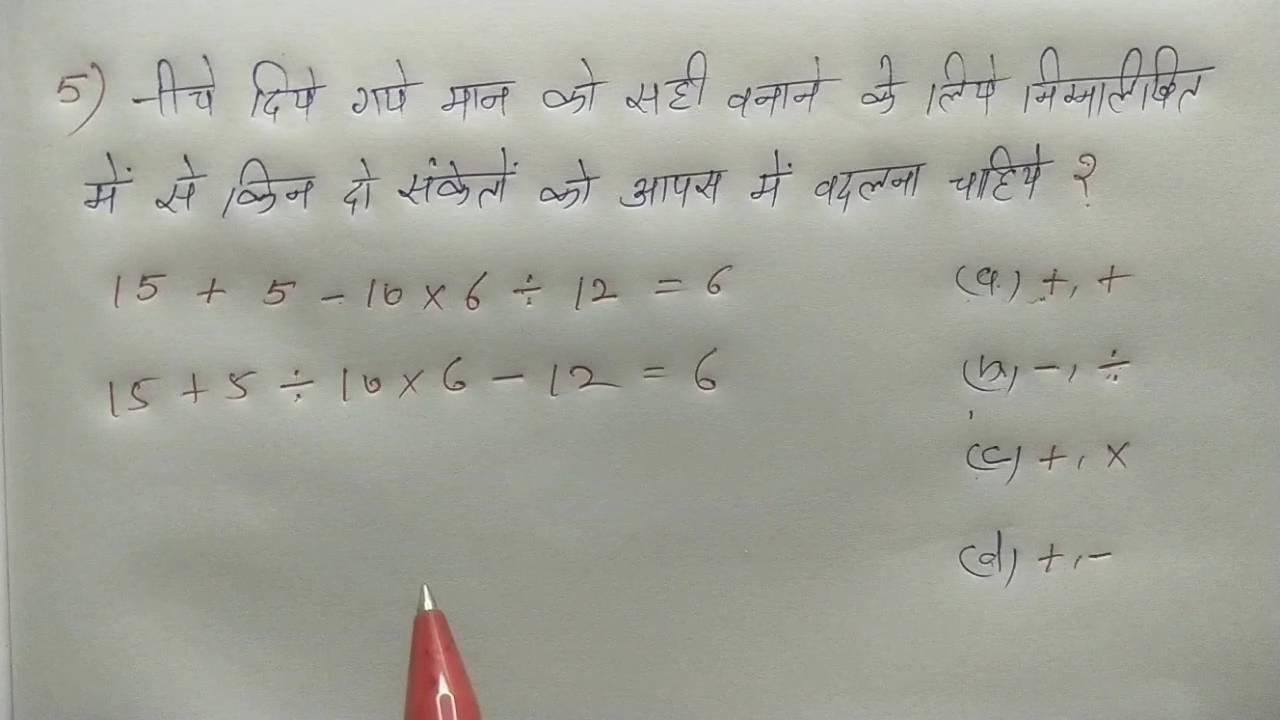 5) नीचे दिये गये मान को सही बनाने के लिये निम्नलिखित
में से किन दो संकेतों को आपस में बदलना चाहिये ?
15 + 5 - 10 × 6 ÷ 12 = 6
15 + 5 ÷ 10 × 6 - 12 = 6
(a) +, +
(b) -, ÷
(c) +, ×
(d) +, -